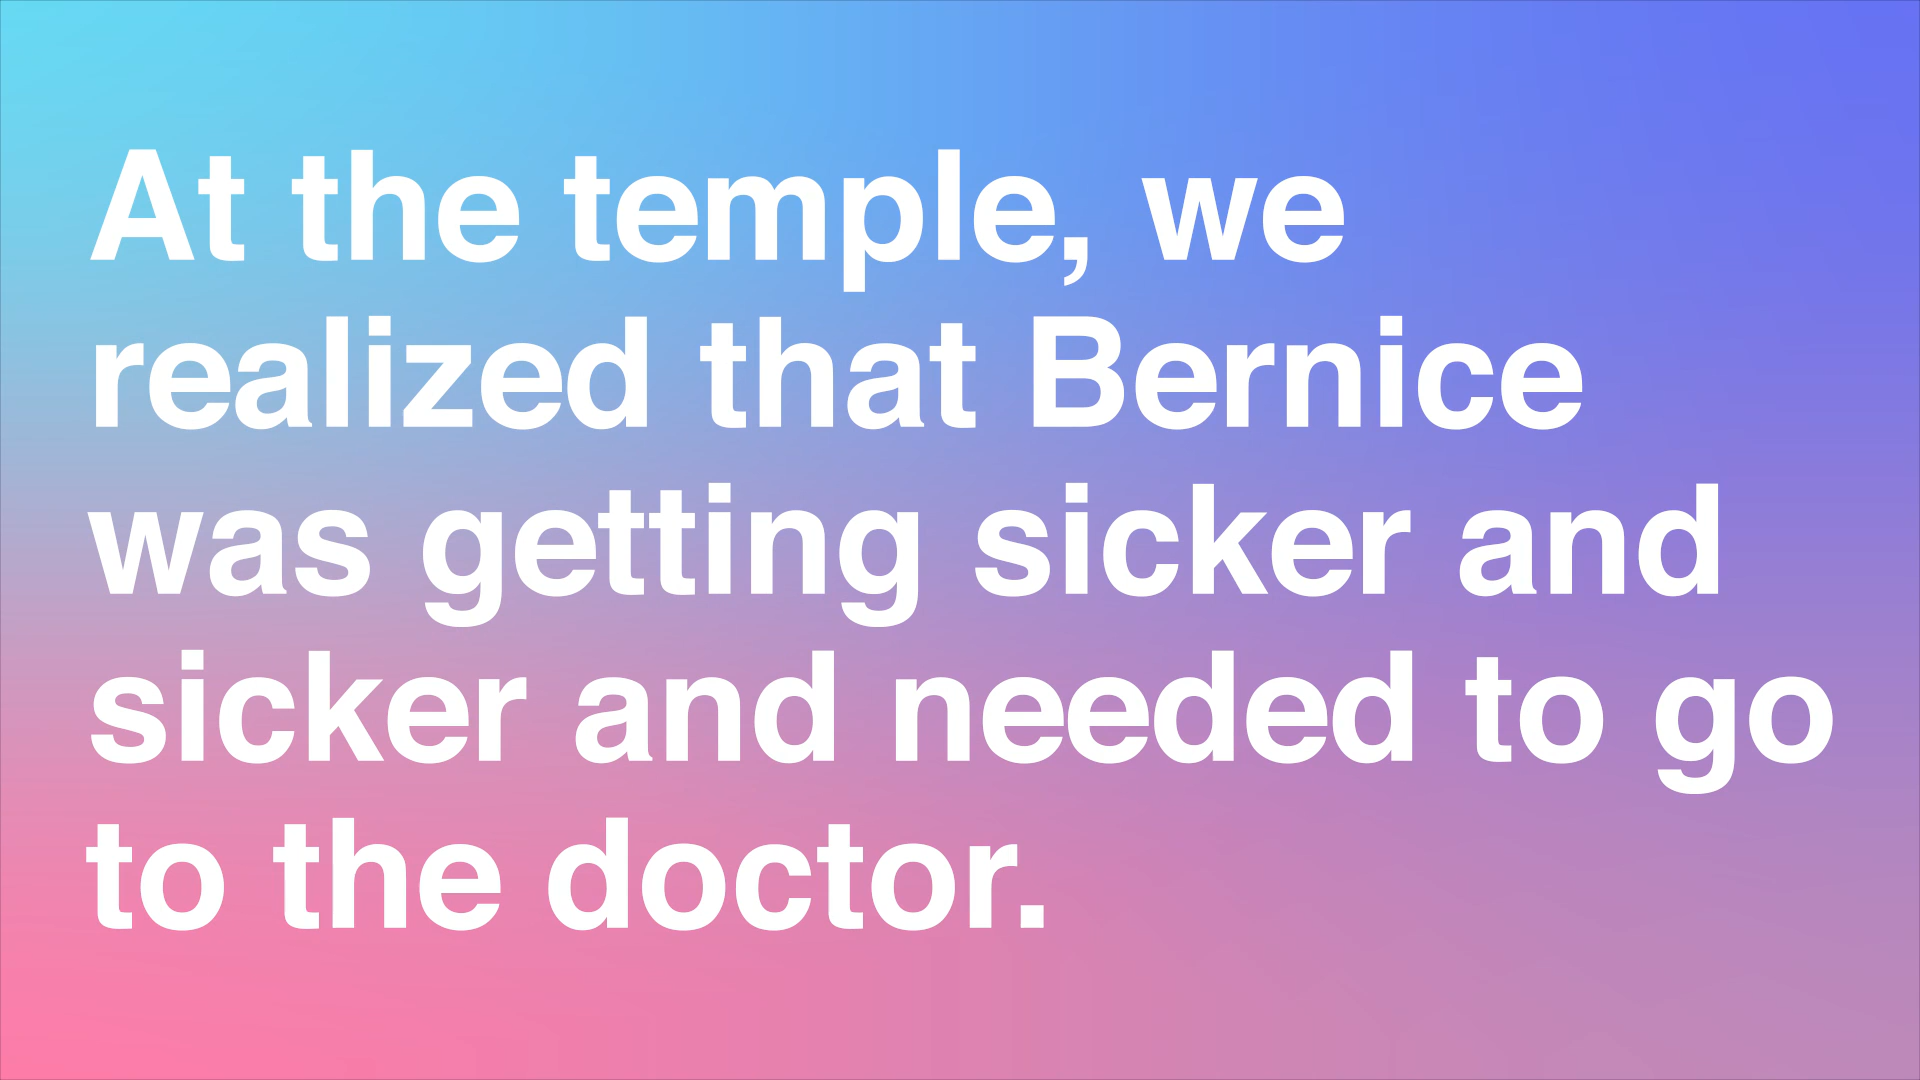 At the temple, we
realized that Bernice
was getting sicker and
sicker and needed to go
to the doctor.